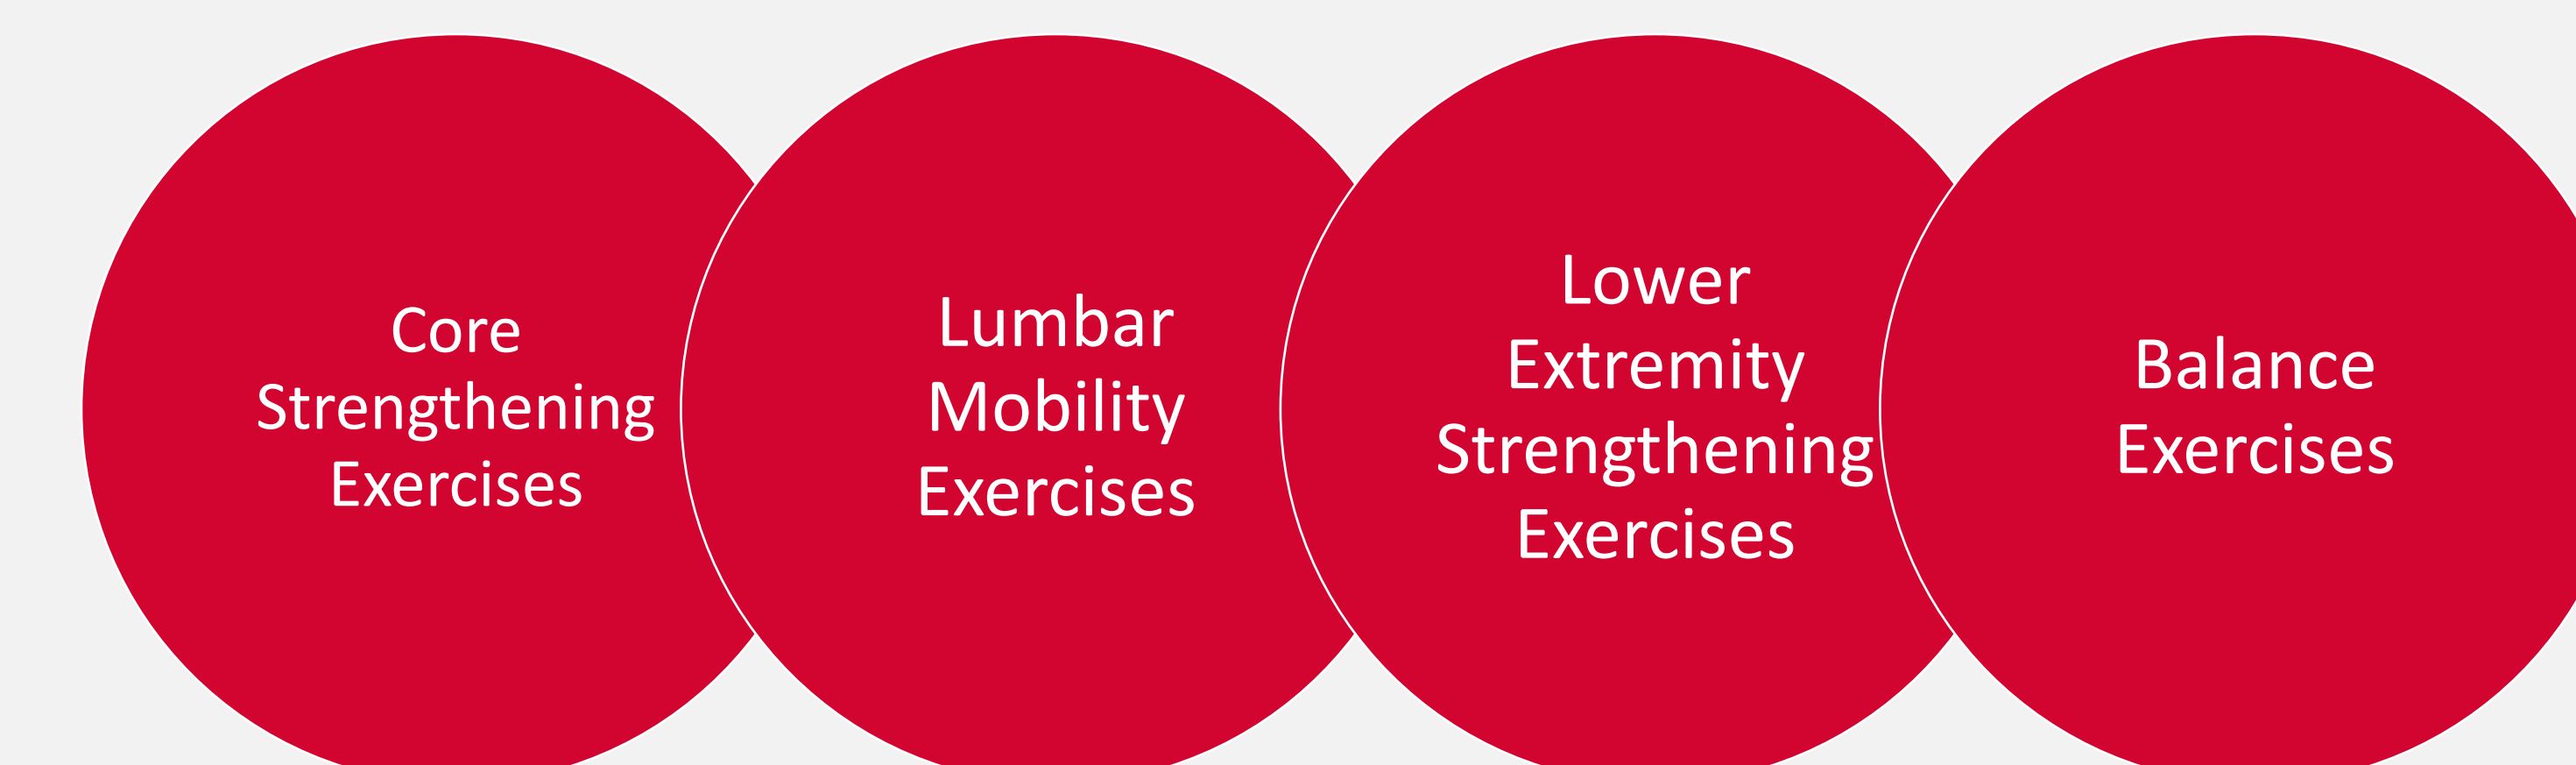 Core
Strengthening
Exercises
Lumbar
Mobility
Exercises
Lower
Extremity
Strengthening
Exercises
Balance
Exercises